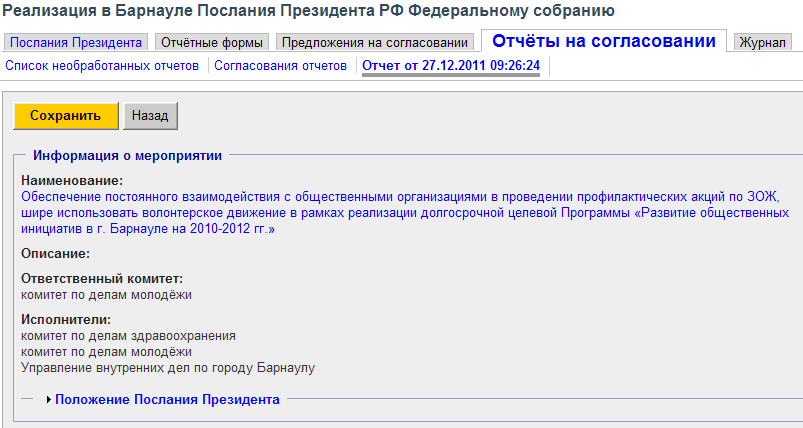 Реализация в Барнауле Послания Президента РФ Федеральному собранию
Послания Президента Отчётные формы Предложения на согласовании Отчёты на согласовании Журнал
Список необработанных отчетов Согласования отчетов Отчет от 27.12.2011 09:26:24
Сохранить Назад
Информация о мероприятии
Наименование:
Обеспечение постоянного взаимодействия с общественными организациями в проведении профилактических акций по ЗОЖ,
шире использовать волонтерское движение в рамках реализации долгосрочной целевой Программы «Развитие общественных
инициатив в г. Барнауле на 2010-2012 гг.»
Описание:
Ответственный комитет:
комитет по делам молодёжи
Исполнители:
комитет по делам здравоохранения
комитет по делам молодёжи
Управление внутренних дел по городу Барнаулу
Положение Послания Президента